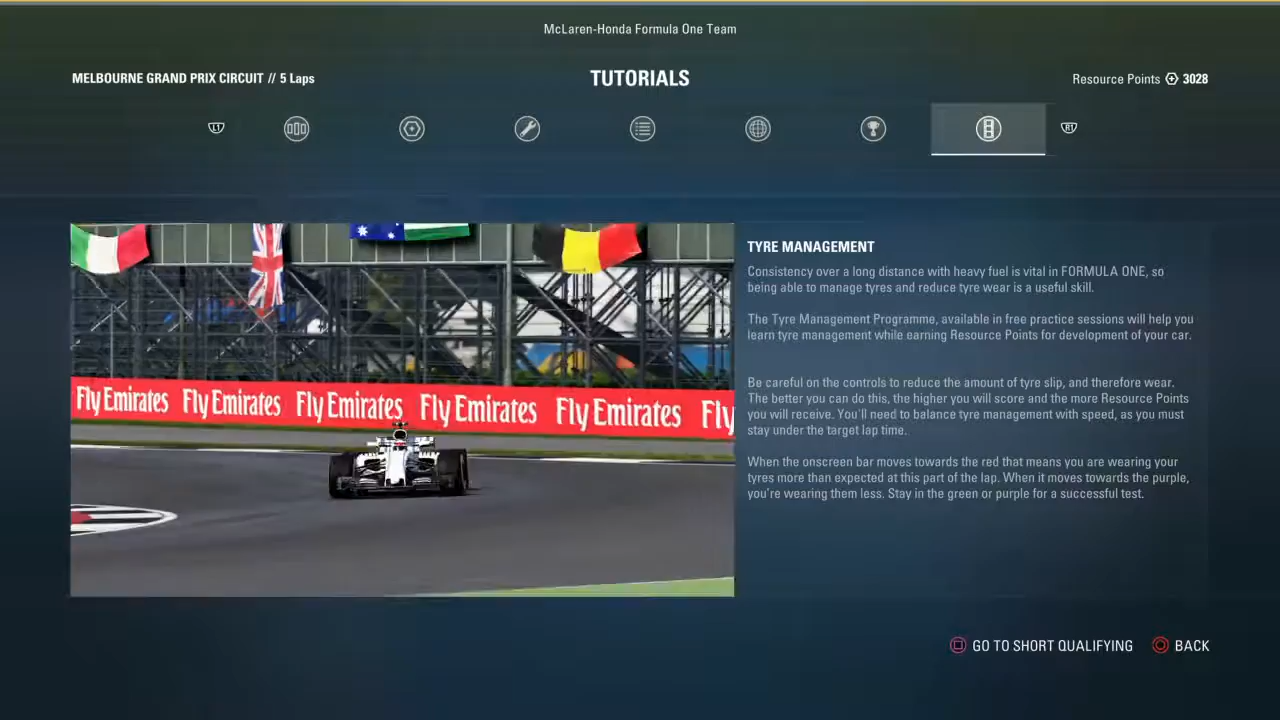 McLaren-Honda Formula One Team
MELBOURNE GRAND PRIX CIRCUIT // 5 Laps
TUTORIALS
Resource Points 3028
L1
R1
TYRE MANAGEMENT
Consistency over a long distance with heavy fuel is vital in FORMULA ONE, so
being able to manage tyres and reduce tyre wear is a useful skill.
The Tyre Management Programme, available in free practice sessions will help you
learn tyre management while earning Resource Points for development of your car.
Be careful on the controls to reduce the amount of tyre slip, and therefore wear.
The better you can do this, the higher you will score and the more Resource Points
you will receive. You'll need to balance tyre management with speed, as you must
stay under the target lap time.
When the onscreen bar moves towards the red that means you are wearing your
tyres more than expected at this part of the lap. When it moves towards the purple,
you're wearing them less. Stay in the green or purple for a successful test.
Fly Emirates Fly Emirates Fly Emirates Fly Emirates Fly Emirates Fly
GO TO SHORT QUALIFYING
BACK